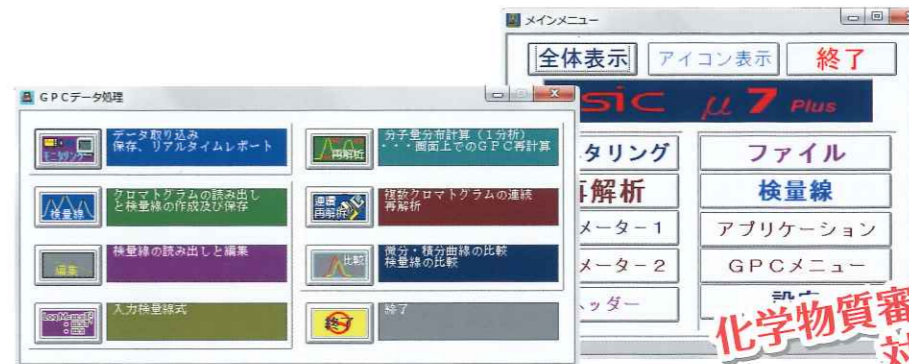 メインメニュー
全体表示 アイコン表示 終了
sic μ7 Plus
タリング ファイル
解析 検量線
メーター1 アプリケーション
メーター2 GPCメニュー
ッダー 設定
GPCデータ処理
モニタリング データ取り込み
保存、リアルタイムレポート
再解析 分子量分布計算(1分析)
・・・画面上でのGPC再計算
検量線 クロマトグラムの読み出し
と検量線の作成及び保存
連還再解析 複数クロマトグラムの連続
再解析
編集 検量線の読み出しと編集
比較 微分・積分曲線の比較
検量線の比較
入力検量線式
終了 終了
化学物質審
対